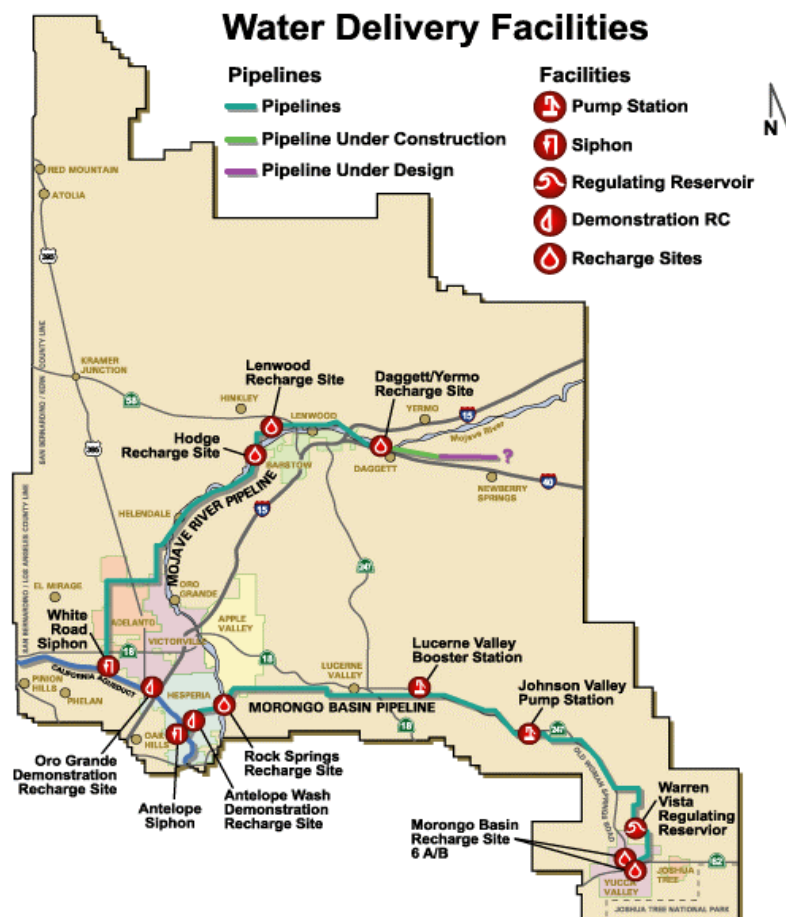 Water Delivery Facilities
Pipelines
Pipelines
Pipeline Under Construction
Pipeline Under Design
Facilities
Pump Station
Siphon
Regulating Reservoir
Demonstration RC
Recharge Sites
N
RED MOUNTAIN
ATOLIA
395
SAN BERNARDINO / KERN COUNTY LINE
KRAMER
JUNCTION
58
HINKLEY
Lenwood
Recharge Site
LENWOOD
Daggett/Yermo
Recharge Site
YERMO
15
Mojave River
Hodge
Recharge Site
BARSTOW
DAGGETT
?
395
NEWBERRY
SPRINGS
40
HELENDALE
MOJAVE RIVER PIPELINE
15
247
SAN BERNARDINO / LOS ANGELES COUNTY LINE
EL MIRAGE
ORO
GRANDE
ADELANTO
APPLE
VALLEY
White
Road
Siphon
18
VICTORVILLE
18
CALIFORNIA AQUEDUCT
PINION
HILLS
PHELAN
HESPERIA
LUCERNE
VALLEY
Lucerne Valley
Booster Station
MORONGO BASIN PIPELINE
18
Johnson Valley
Pump Station
247
OAK
HILLS
Oro Grande
Demonstration
Recharge Site
Antelope
Siphon
Antelope Wash
Demonstration
Recharge Site
Rock Springs
Recharge Site
OLD WOMAN SPRINGS ROAD
Warren
Vista
Regulating
Reservior
Morongo Basin
Recharge Site
6 A/B
62
JOSHUA
TREE
YUCCA
VALLEY
JOSHUA TREE NATIONAL PARK